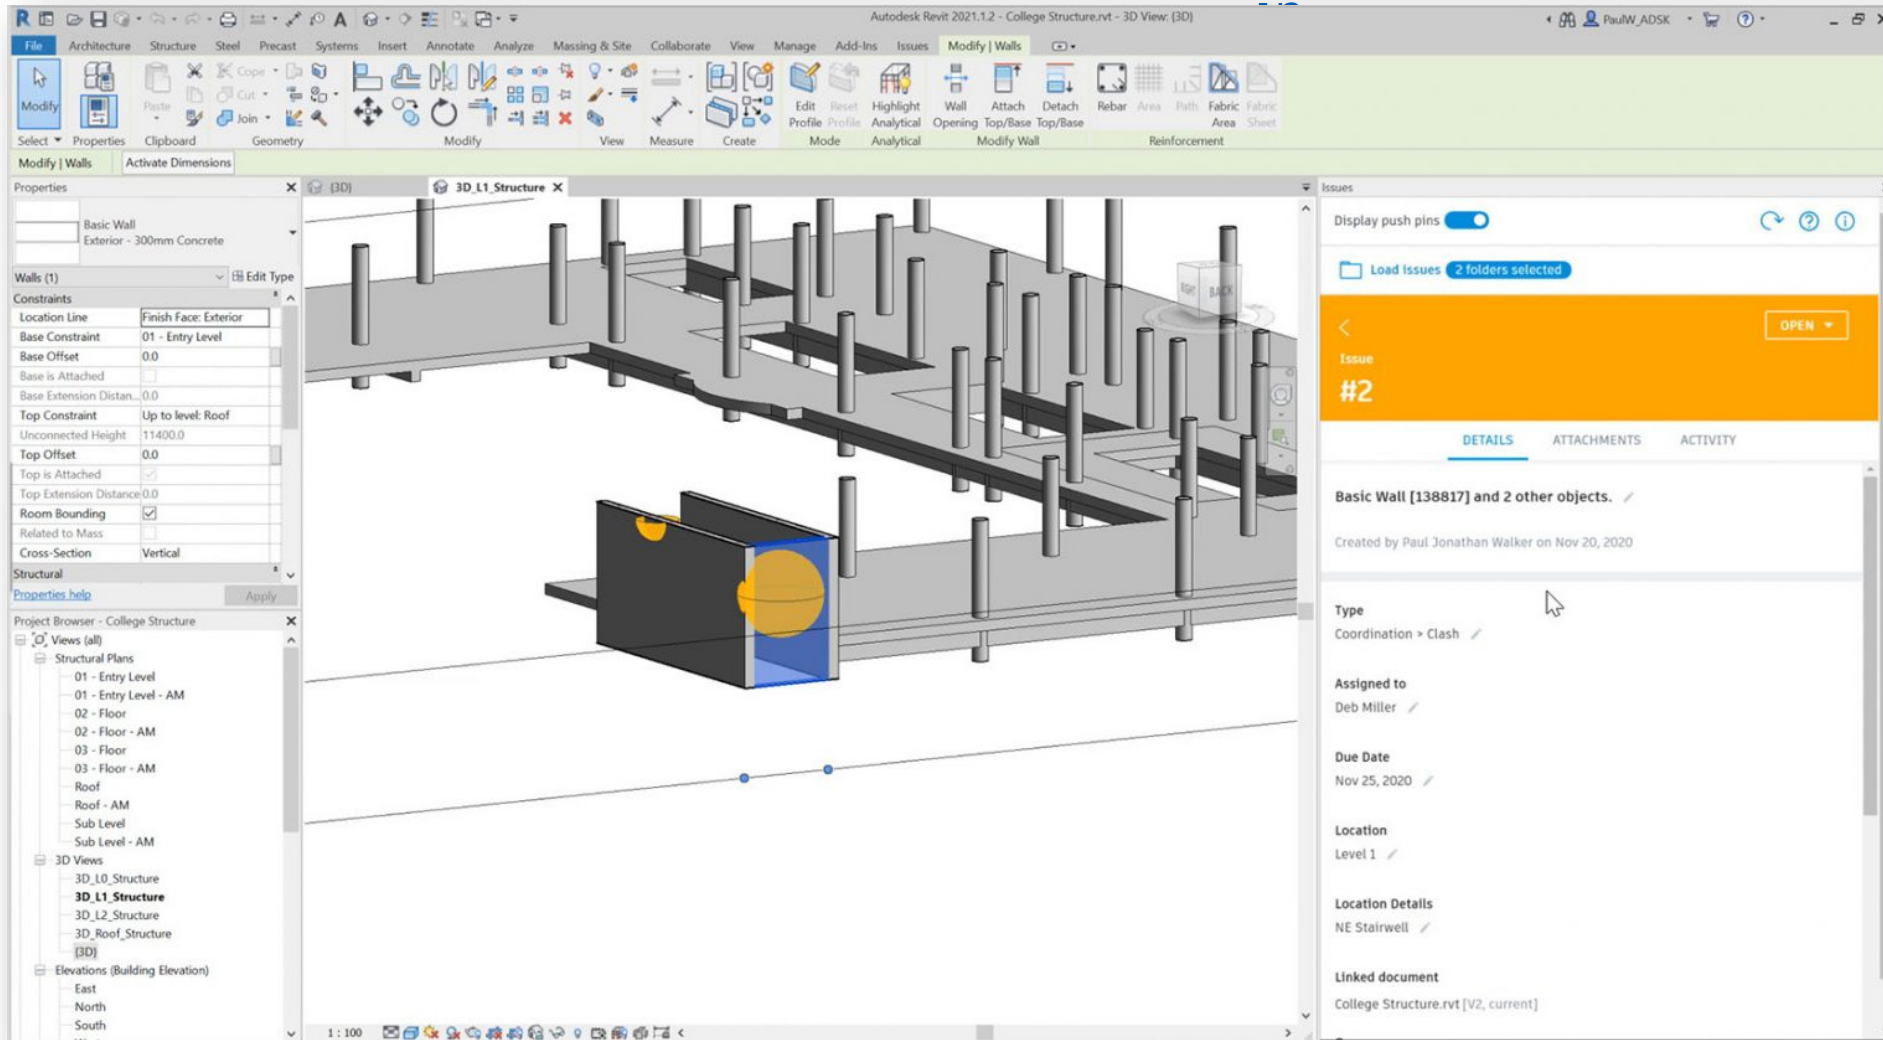 Autodesk Revit 2021.1.2 - College Structure.rvt - 3D View: {3D}
PaulW_ADSK
File Architecture Structure Steel Precast Systems Insert Annotate Analyze Massing & Site Collaborate View Manage Add-Ins Issues Modify | Walls
Modify
Paste
Cope
Cut
Join
Edit Profile
Reset Profile
Highlight Analytical
Wall Opening
Attach Top/Base
Detach Top/Base
Rebar
Area
Path
Fabric Area
Fabric Sheet
Select Properties Clipboard Geometry Modify View Measure Create Mode Analytical Modify Wall Reinforcement
Modify | Walls Activate Dimensions
Properties
Basic Wall
Exterior - 300mm Concrete
Walls (1) Edit Type
Constraints
Location Line Finish Face: Exterior
Base Constraint 01 - Entry Level
Base Offset 0.0
Base is Attached
Base Extension Distan... 0.0
Top Constraint Up to level: Roof
Unconnected Height 11400.0
Top Offset 0.0
Top is Attached
Top Extension Distance 0.0
Room Bounding
Related to Mass
Cross-Section Vertical
Structural
Properties help Apply
Project Browser - College Structure
Views (all)
Structural Plans
01 - Entry Level
01 - Entry Level - AM
02 - Floor
02 - Floor - AM
03 - Floor
03 - Floor - AM
Roof
Roof - AM
Sub Level
Sub Level - AM
3D Views
3D_L0_Structure
3D_L1_Structure
3D_L2_Structure
3D_Roof_Structure
{3D}
Elevations (Building Elevation)
East
North
South
{3D} 3D_L1_Structure
RIGHT BACK
1 : 100
Issues
Display push pins
Load issues 2 folders selected
OPEN
Issue
#2
DETAILS ATTACHMENTS ACTIVITY
Basic Wall [138817] and 2 other objects.
Created by Paul Jonathan Walker on Nov 20, 2020
Type
Coordination > Clash
Assigned to
Deb Miller
Due Date
Nov 25, 2020
Location
Level 1
Location Details
NE Stairwell
Linked document
College Structure.rvt [V2, current]